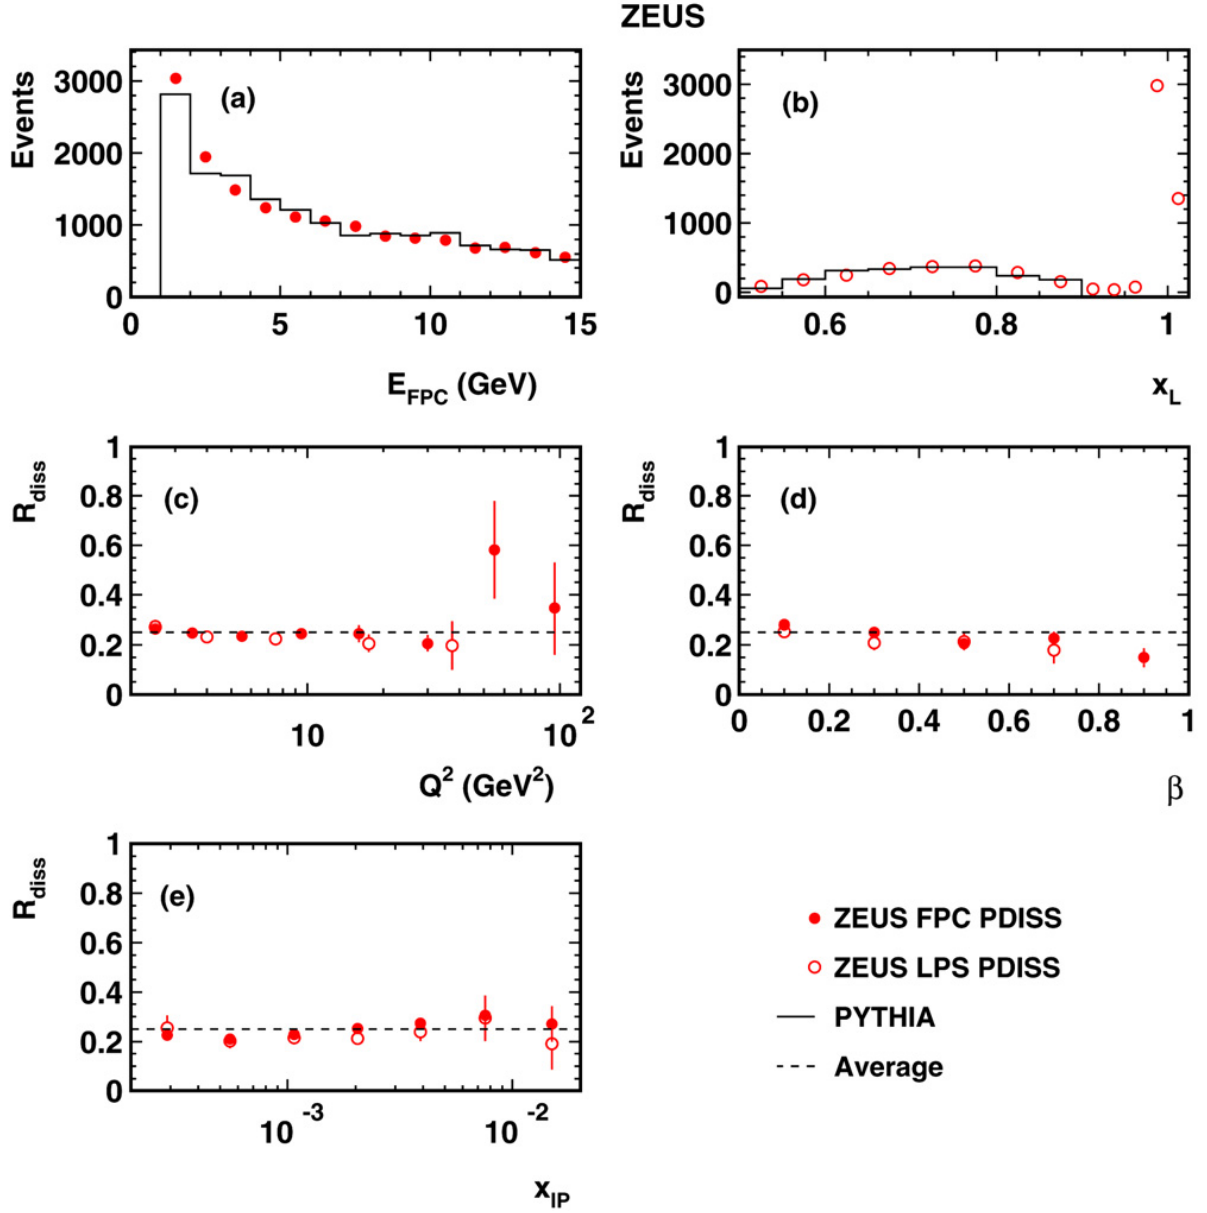 ZEUS
Events
3000
2000
1000
0
(a)
0 5 10 15
E_FPC (GeV)
Events
3000
2000
1000
0
(b)
0.6 0.8 1
x_L
R_diss
1
0.8
0.6
0.4
0.2
0
(c)
10 10^2
Q^2 (GeV^2)
R_diss
1
0.8
0.6
0.4
0.2
0
(d)
0 0.2 0.4 0.6 0.8 1
β
R_diss
1
0.8
0.6
0.4
0.2
0
(e)
10^-3 10^-2
x_IP
ZEUS FPC PDISS
ZEUS LPS PDISS
PYTHIA
Average